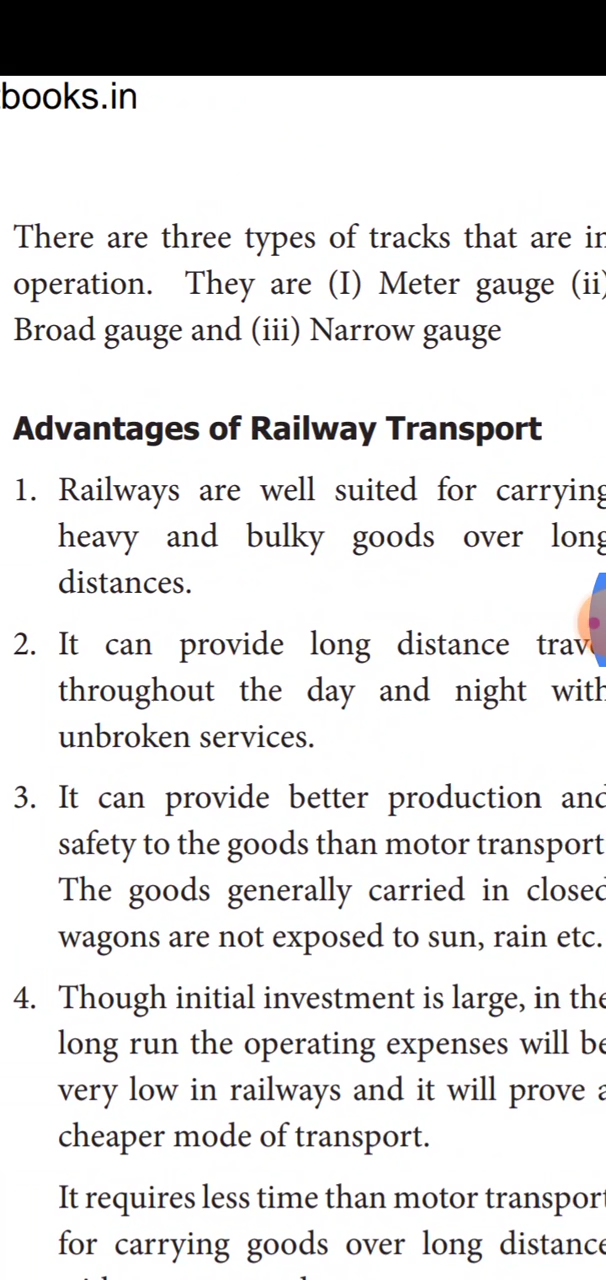 books.in
There are three types of tracks that are in
operation. They are (I) Meter gauge (ii)
Broad gauge and (iii) Narrow gauge
Advantages of Railway Transport
1. Railways are well suited for carrying
heavy and bulky goods over long
distances.
2. It can provide long distance trave
throughout the day and night with
unbroken services.
3. It can provide better production and
safety to the goods than motor transport
The goods generally carried in closed
wagons are not exposed to sun, rain etc.
4. Though initial investment is large, in the
long run the operating expenses will be
very low in railways and it will prove a
cheaper mode of transport.
It requires less time than motor transport
for carrying goods over long distance